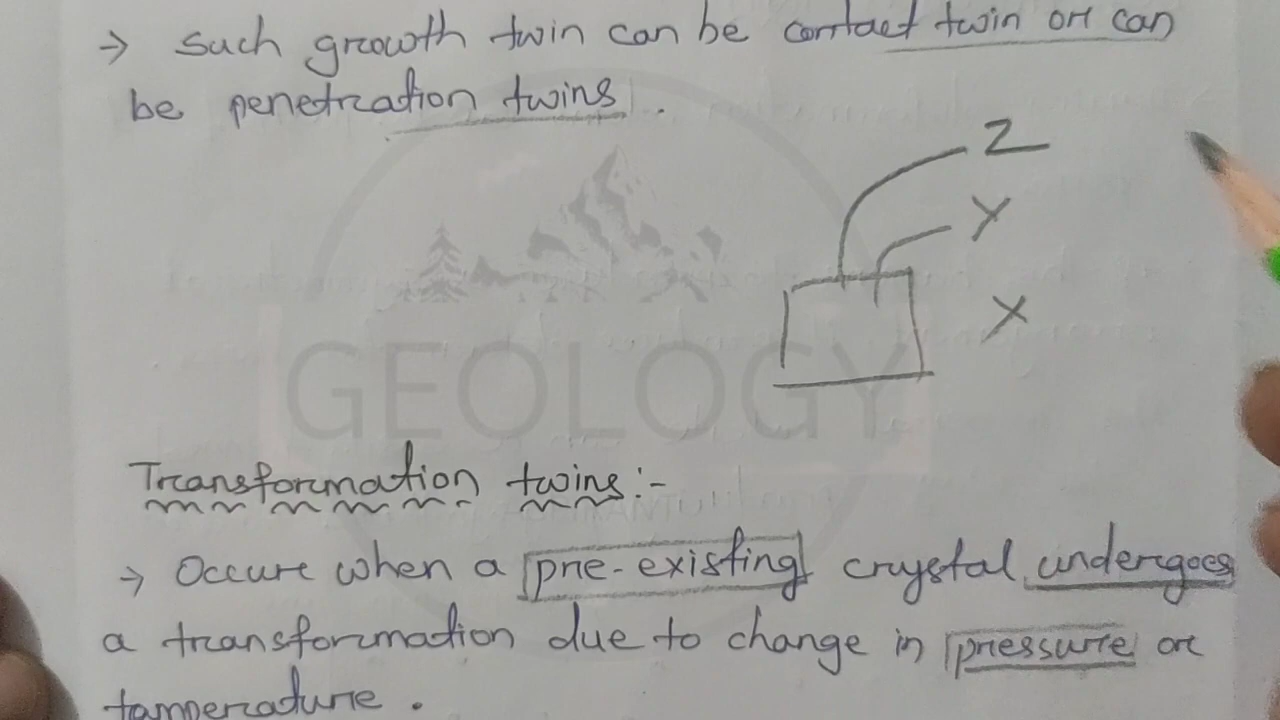 → Such growth twin can be contact twin or can
be penetration twins.
Z
Y
X
GEOLOGY
Transformation twins:-
→ Occure when a pre-existing crystal undergoes
a transformation due to change in pressure or
temperature.